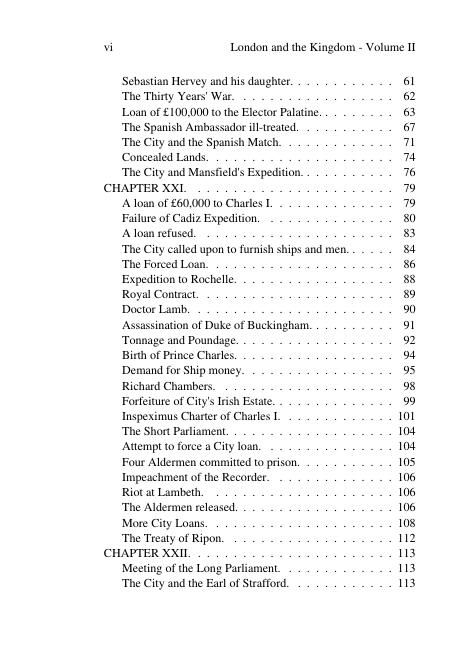 vi London and the Kingdom - Volume II
Sebastian Hervey and his daughter. . . . . . . . . . . 61
The Thirty Years' War. . . . . . . . . . . . . . . . . 62
Loan of £100,000 to the Elector Palatine. . . . . . . . 63
The Spanish Ambassador ill-treated. . . . . . . . . . . 67
The City and the Spanish Match. . . . . . . . . . . . 71
Concealed Lands. . . . . . . . . . . . . . . . . . . . 74
The City and Mansfield's Expedition. . . . . . . . . . 76
CHAPTER XXI. . . . . . . . . . . . . . . . . . . . . 79
A loan of £60,000 to Charles I. . . . . . . . . . . . . 79
Failure of Cadiz Expedition. . . . . . . . . . . . . . 80
A loan refused. . . . . . . . . . . . . . . . . . . . . 83
The City called upon to furnish ships and men. . . . . . 84
The Forced Loan. . . . . . . . . . . . . . . . . . . . 86
Expedition to Rochelle. . . . . . . . . . . . . . . . . 88
Royal Contract. . . . . . . . . . . . . . . . . . . . . 89
Doctor Lamb. . . . . . . . . . . . . . . . . . . . . . 90
Assassination of Duke of Buckingham. . . . . . . . . . 91
Tonnage and Poundage. . . . . . . . . . . . . . . . . 92
Birth of Prince Charles. . . . . . . . . . . . . . . . . 94
Demand for Ship money. . . . . . . . . . . . . . . . 95
Richard Chambers. . . . . . . . . . . . . . . . . . . 98
Forfeiture of City's Irish Estate. . . . . . . . . . . . . 99
Inspeximus Charter of Charles I. . . . . . . . . . . . 101
The Short Parliament. . . . . . . . . . . . . . . . . . 104
Attempt to force a City loan. . . . . . . . . . . . . . 104
Four Aldermen committed to prison. . . . . . . . . . 105
Impeachment of the Recorder. . . . . . . . . . . . . 106
Riot at Lambeth. . . . . . . . . . . . . . . . . . . . 106
The Aldermen released. . . . . . . . . . . . . . . . . 106
More City Loans. . . . . . . . . . . . . . . . . . . . 108
The Treaty of Ripon. . . . . . . . . . . . . . . . . . 112
CHAPTER XXII. . . . . . . . . . . . . . . . . . . . 113
Meeting of the Long Parliament. . . . . . . . . . . . 113
The City and the Earl of Strafford. . . . . . . . . . . 113